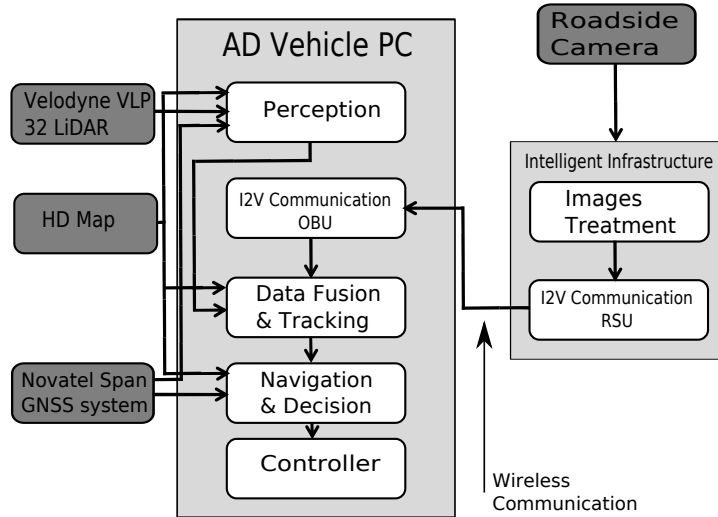 AD Vehicle PC
Roadside
Camera
Velodyne VLP
32 LiDAR
Perception
Intelligent Infrastructure
I2V Communication
OBU
Images
Treatment
HD Map
Data Fusion
& Tracking
I2V Communication
RSU
Novatel Span
GNSS system
Navigation
& Decision
Controller
Wireless
Communication